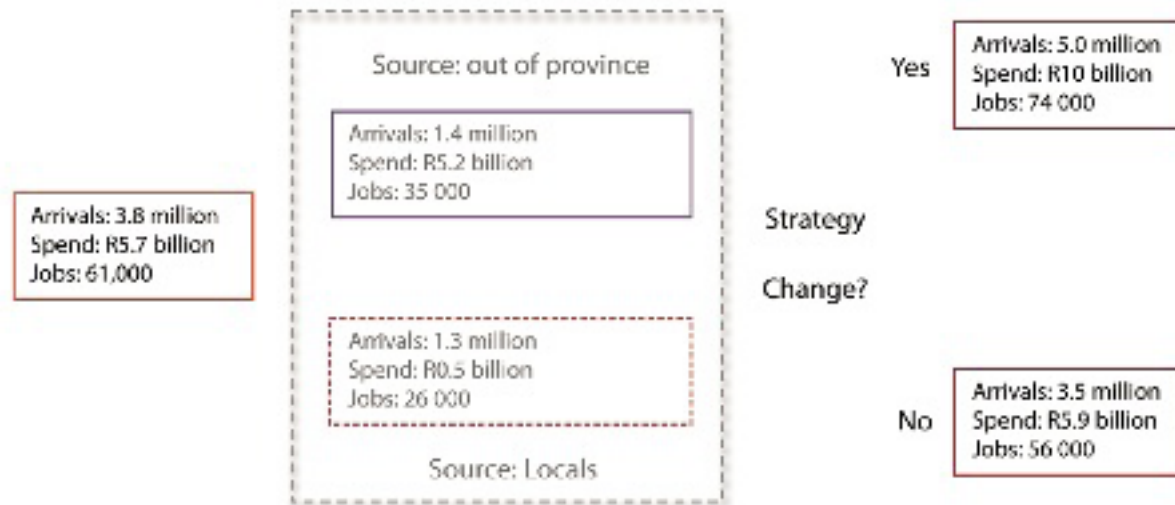 Arrivals: 3.8 million
Spend: R5.7 billion
Jobs: 61,000
Source: out of province
Arrivals: 1.4 million
Spend: R5.2 billion
Jobs: 35 000
Arrivals: 1.3 million
Spend: R0.5 billion
Jobs: 26 000
Source: Locals
Strategy
Change?
Yes
Arrivals: 5.0 million
Spend: R10 billion
Jobs: 74 000
No
Arrivals: 3.5 million
Spend: R5.9 billion
Jobs: 56 000